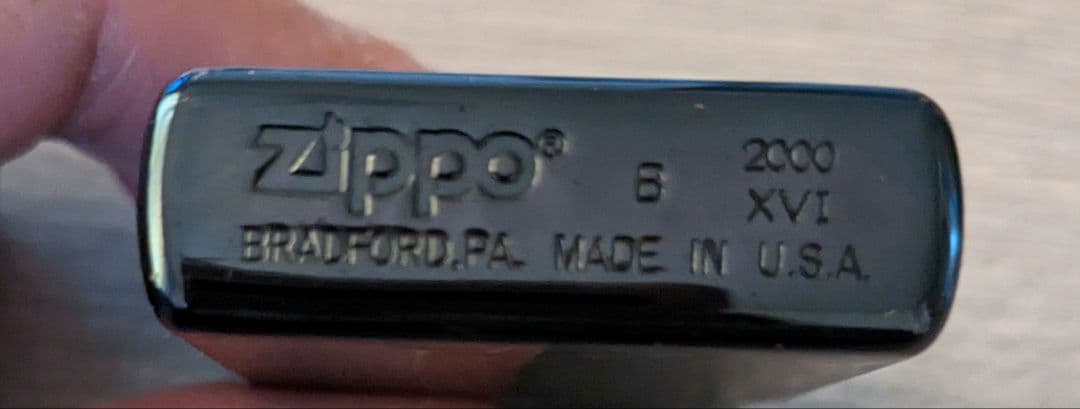 Zippo® B 2000
XVI
BRADFORD,PA. MADE IN U.S.A.